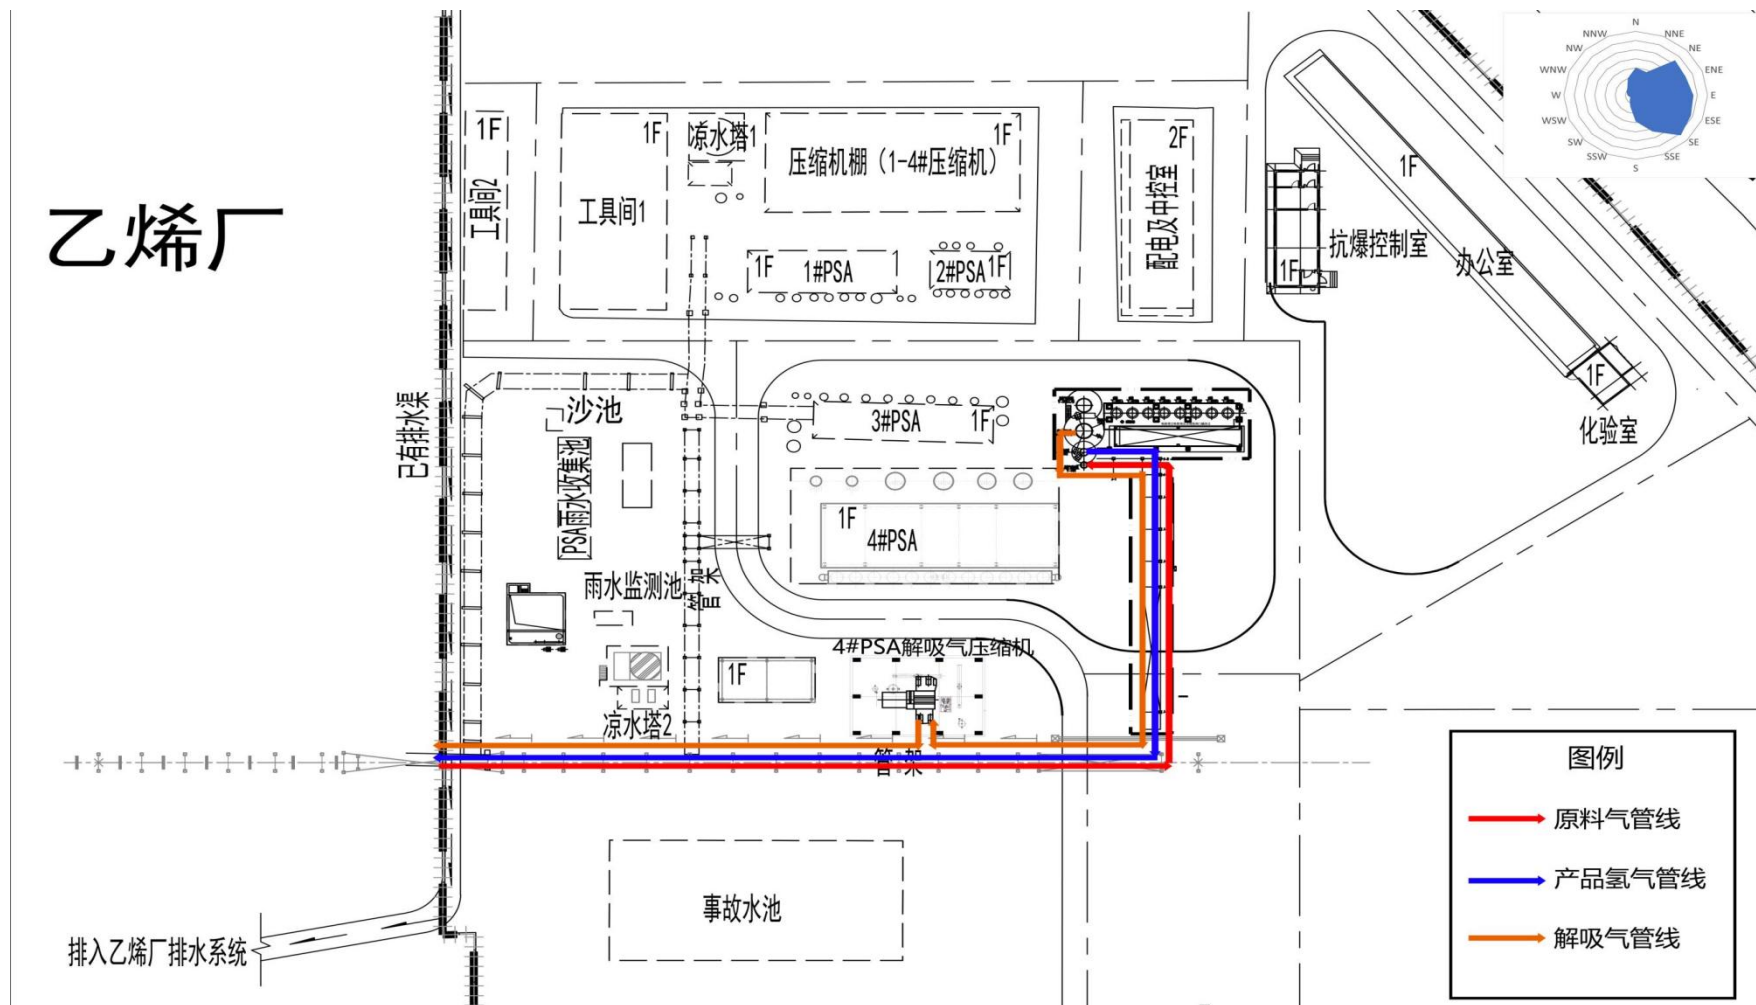 N
NNW
NNE
NW
NE
WNW
ENE
W
E
WSW
ESE
SW
SE
SSW
SSE
S
乙烯厂
1F
工具间2
1F
工具间1
凉水塔1
1F
压缩机棚（1-4#压缩机）
1F
1#PSA
2#PSA
1F
2F
配电及中控室
1F
抗爆控制室
1F
办公室
1F
化验室
已有排水渠
沙池
PSA雨水收集池
雨水监测池
管架
凉水塔2
1F
3#PSA
1F
1F
4#PSA
4#PSA解吸气压缩机
管架
事故水池
排入乙烯厂排水系统
图例
原料气管线
产品氢气管线
解吸气管线